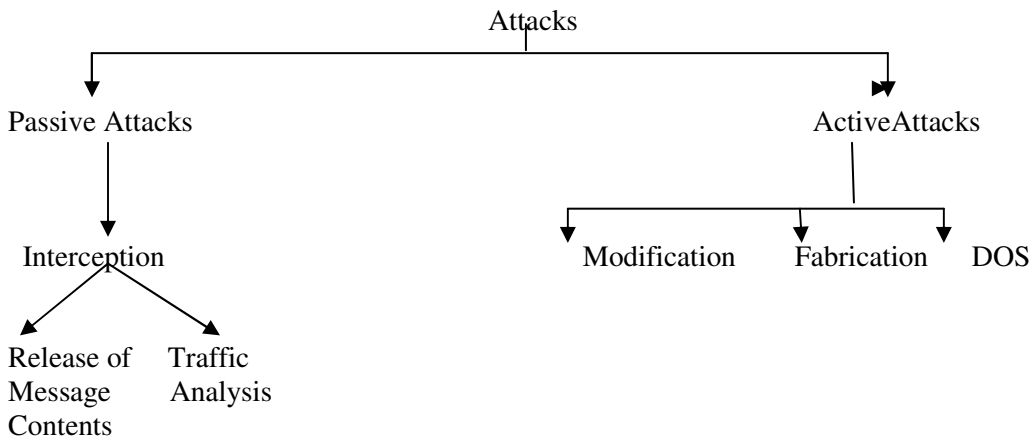 Attacks
Passive Attacks
ActiveAttacks
Interception
Modification
Fabrication
DOS
Release of
Message
Contents
Traffic
Analysis